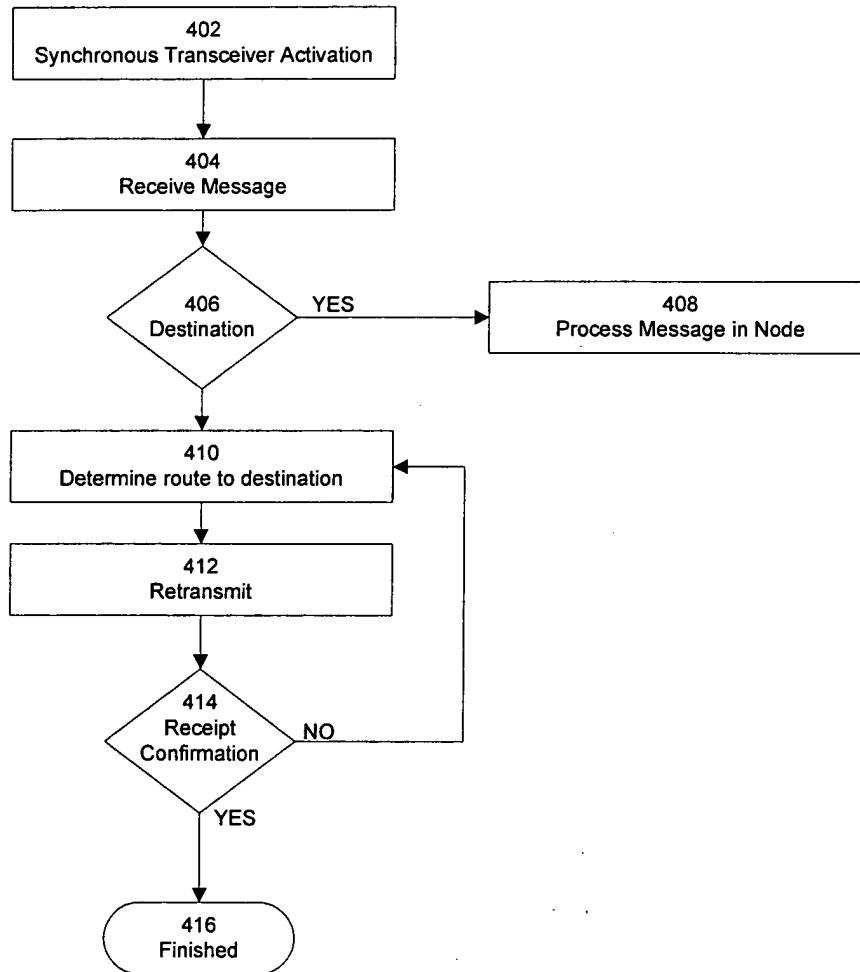 402
Synchronous Transceiver Activation
404
Receive Message
406
Destination
YES
408
Process Message in Node
410
Determine route to destination
412
Retransmit
414
Receipt
Confirmation
NO
YES
416
Finished